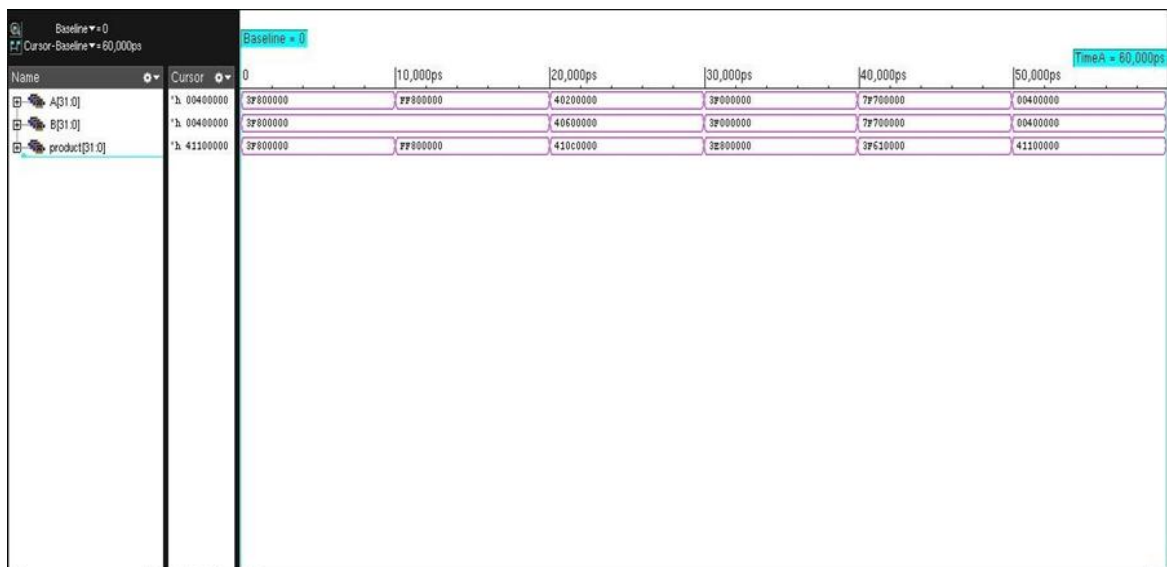 Baseline▼=0
Cursor-Baseline▼=60,000ps
Baseline = 0
TimeA = 60,000ps
Name Cursor 0 10,000ps 20,000ps 30,000ps 40,000ps 50,000ps
A[31:0] 'h 00400000 3F800000 FF800000 40200000 3F000000 7F700000 00400000
B[31:0] 'h 00400000 3F800000 40600000 3F000000 7F700000 00400000
product[31:0] 'h 41100000 3F800000 FF800000 410C0000 3E800000 3F610000 41100000